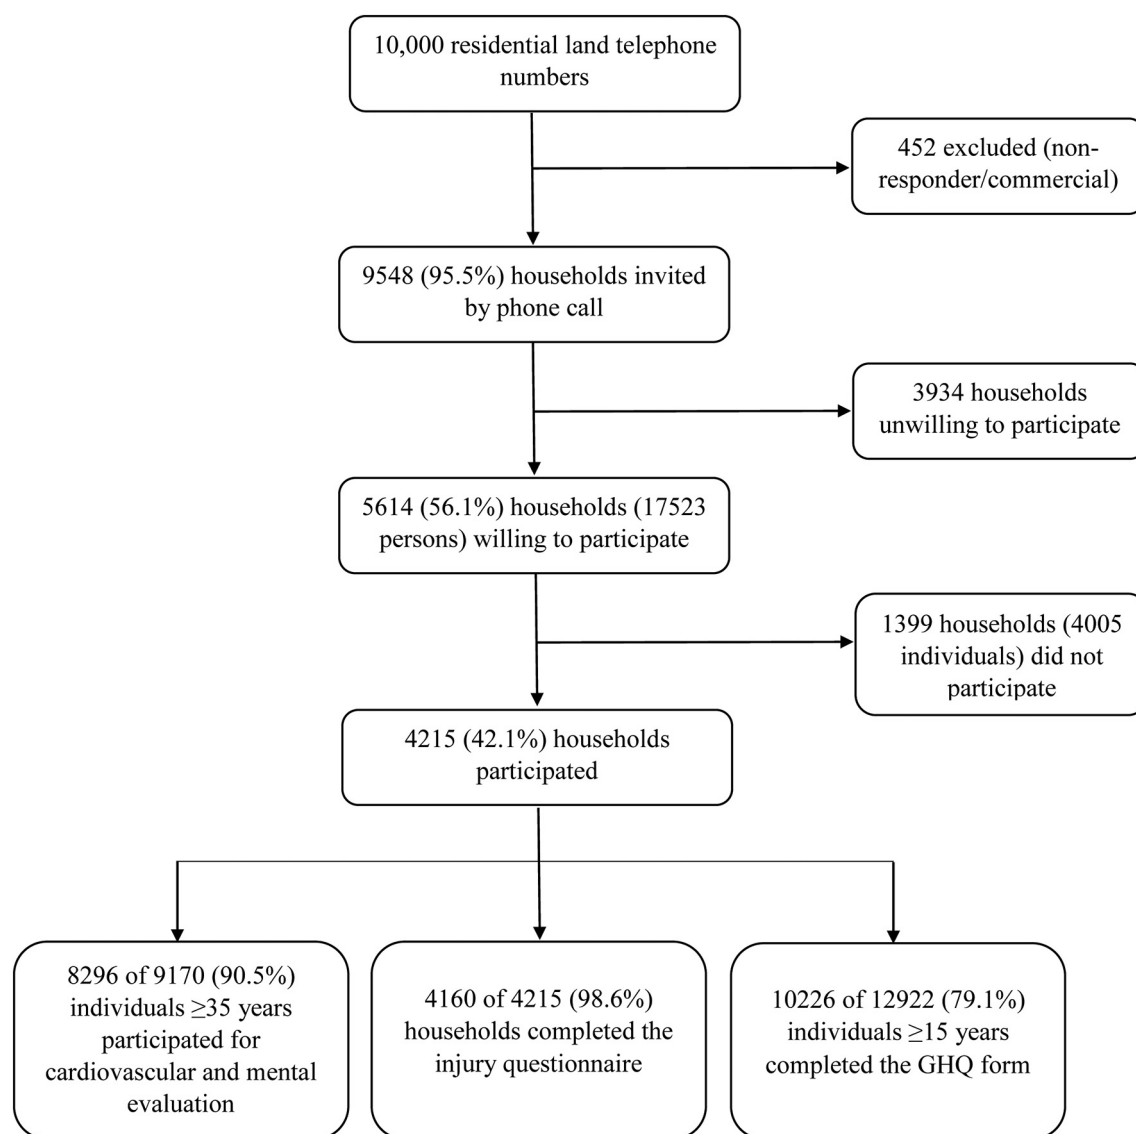 10,000 residential land telephone
numbers
452 excluded (non-
responder/commercial)
9548 (95.5%) households invited
by phone call
3934 households
unwilling to participate
5614 (56.1%) households (17523
persons) willing to participate
1399 households (4005
individuals) did not
participate
4215 (42.1%) households
participated
8296 of 9170 (90.5%)
individuals ≥35 years
participated for
cardiovascular and mental
evaluation
4160 of 4215 (98.6%)
households completed the
injury questionnaire
10226 of 12922 (79.1%)
individuals ≥15 years
completed the GHQ form